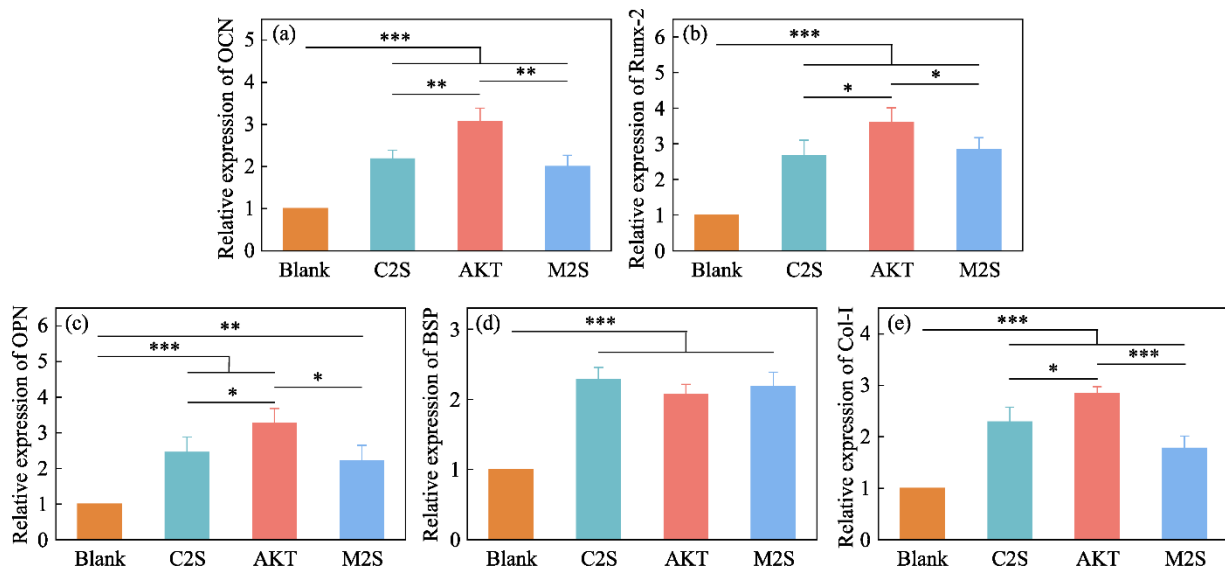 (a)
Relative expression of OCN
5
4
3
2
1
0
***
**
**
Blank C2S AKT M2S
(b)
Relative expression of Runx-2
6
5
4
3
2
1
0
***
*
*
Blank C2S AKT M2S
(c)
Relative expression of OPN
6
5
4
3
2
1
0
**
***
*
*
Blank C2S AKT M2S
(d)
Relative expression of BSP
3
2
1
0
***
Blank C2S AKT M2S
(e)
Relative expression of Col-I
4
3
2
1
0
***
***
*
Blank C2S AKT M2S